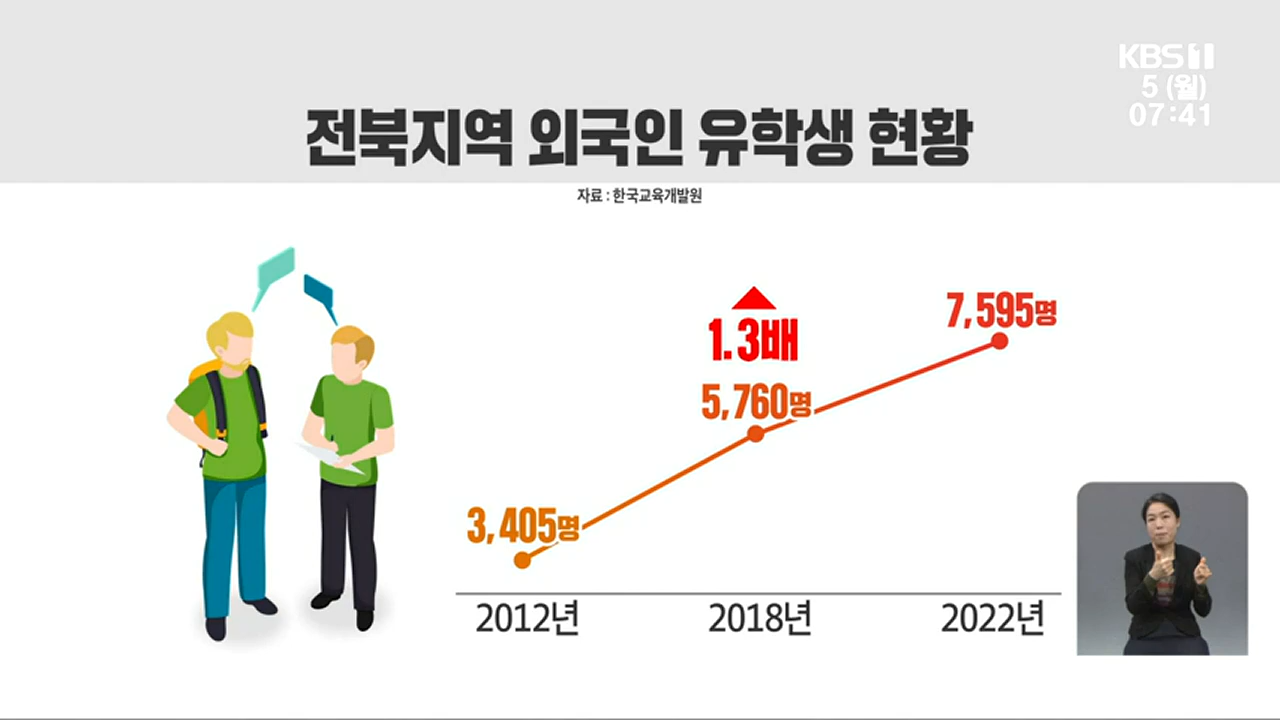 KBS 1
5 (월)
07:41
전북지역 외국인 유학생 현황
자료 : 한국교육개발원
1.3배
7,595명
5,760명
3,405명
2012년
2018년
2022년